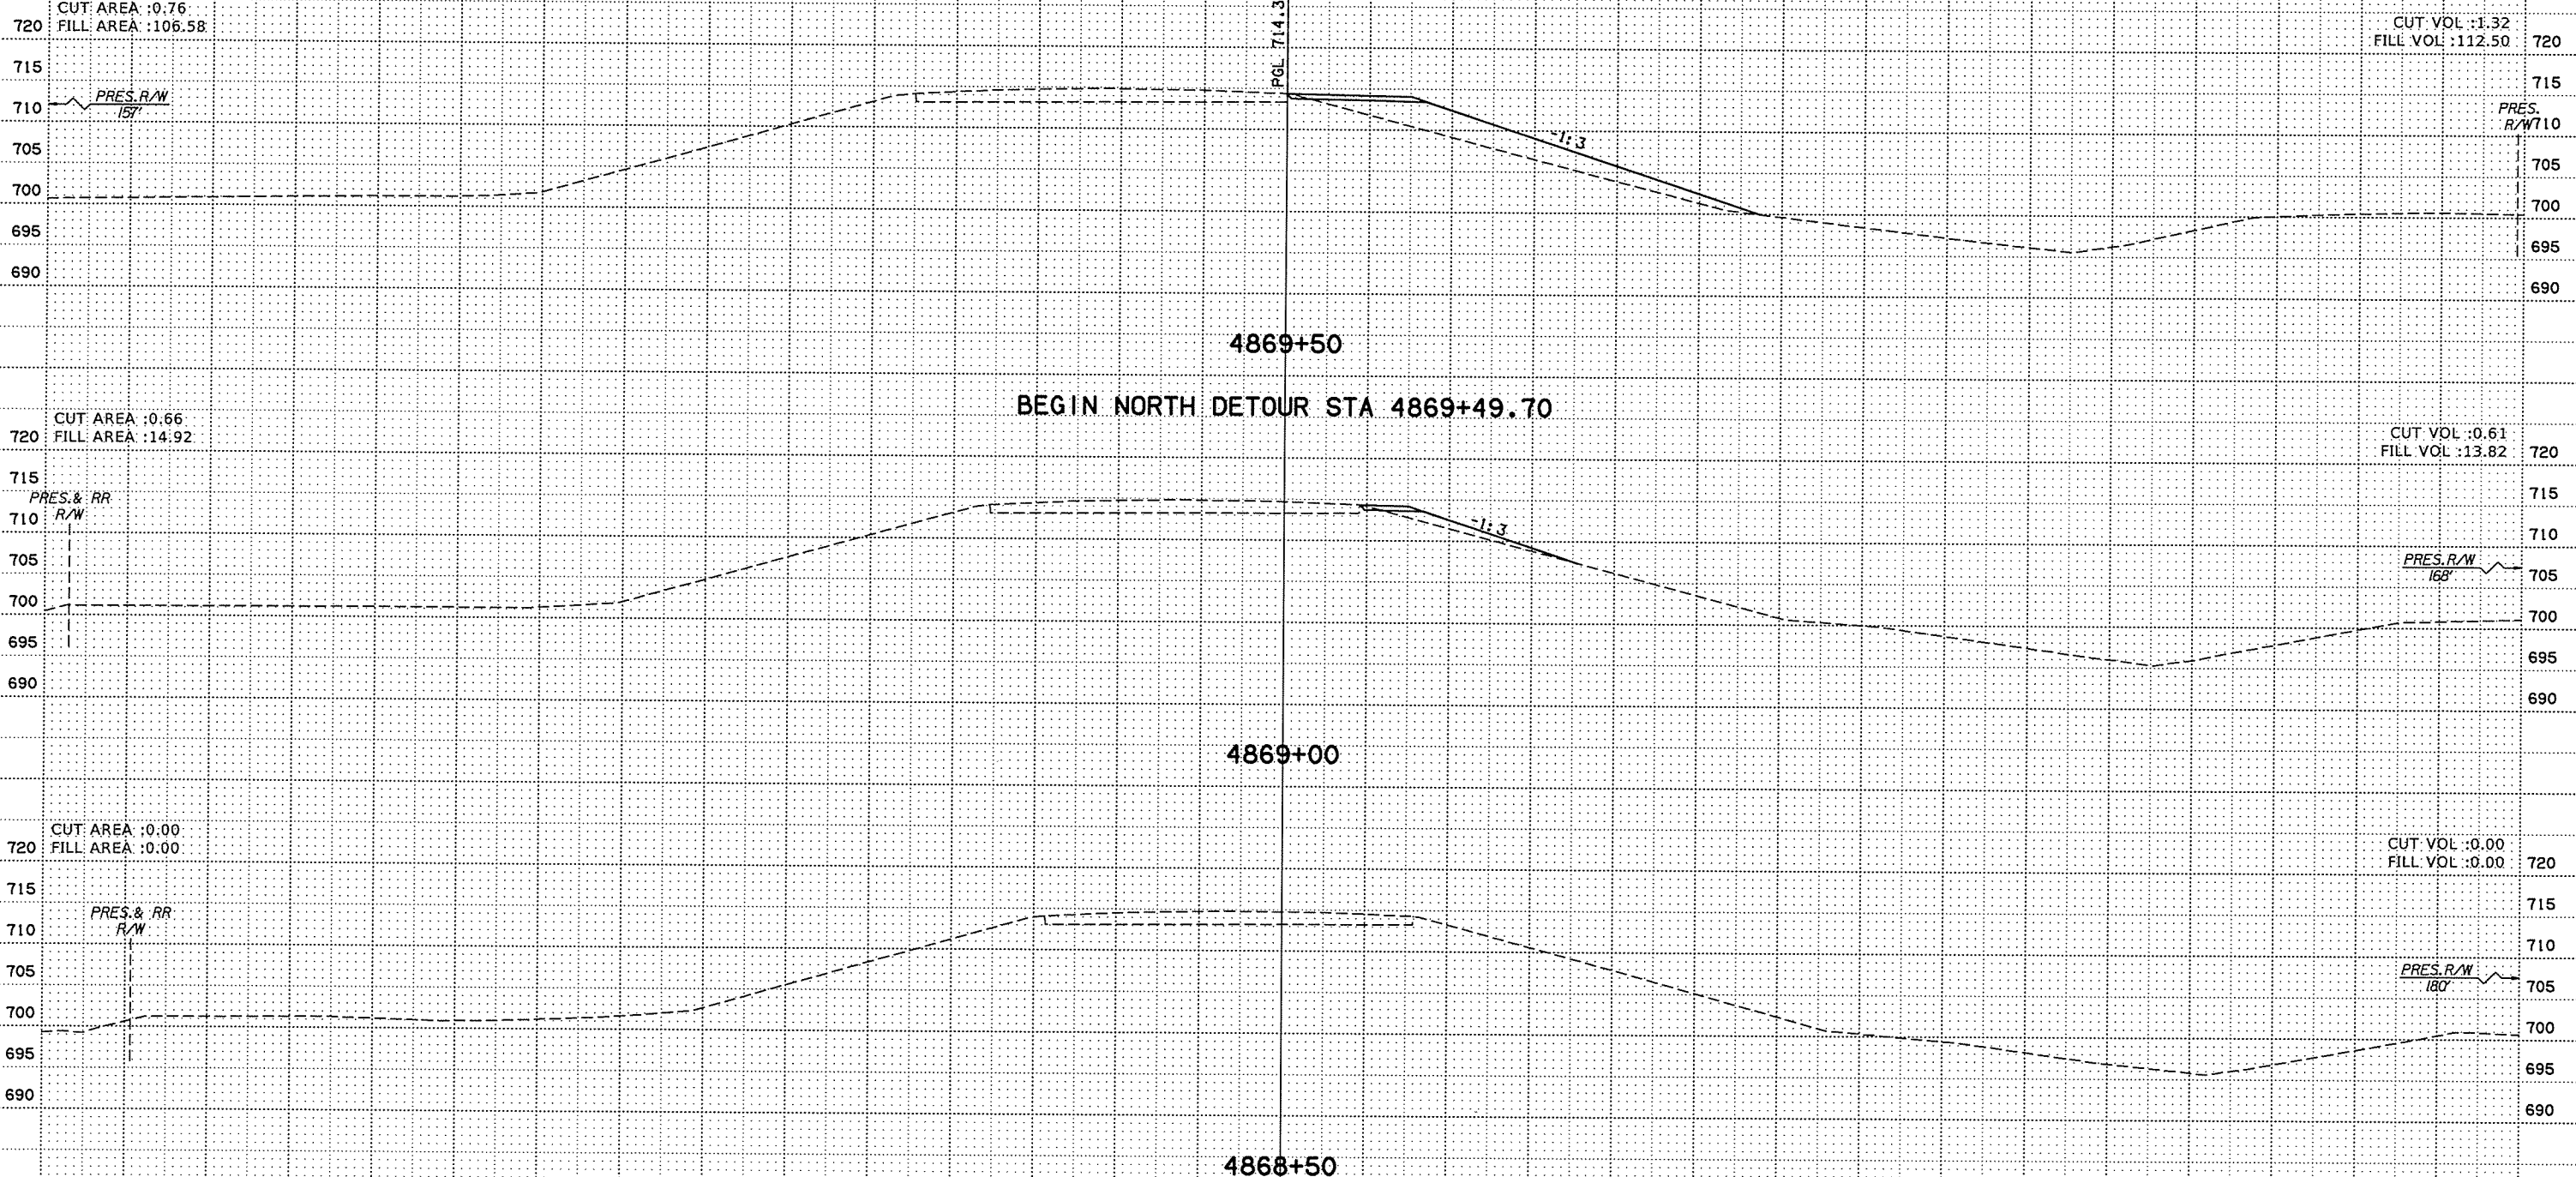 CUT AREA :0.76
FILL AREA :106.58
PGL 714.3
CUT VOL :1.32
FILL VOL :112.50
720
715
710
705
700
695
690
PRES. R/W
157'
-1:3
PRES.
R/W
720
715
710
705
700
695
690
4869+50
BEGIN NORTH DETOUR STA 4869+49.70
CUT AREA :0.66
FILL AREA :14.92
CUT VOL :0.61
FILL VOL :13.82
720
715
710
705
700
695
690
PRES.& RR
R/W
-1:3
PRES.R/W
168'
720
715
710
705
700
695
690
4869+00
CUT AREA :0.00
FILL AREA :0.00
CUT VOL :0.00
FILL VOL :0.00
720
715
710
705
700
695
690
PRES.& RR
R/W
PRES.R/W
180'
720
715
710
705
700
695
690
4868+50